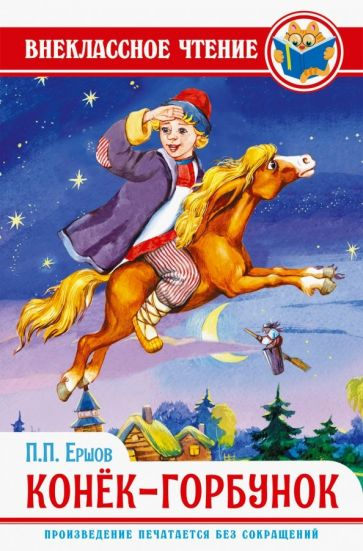 ВНЕКЛАССНОЕ ЧТЕНИЕ
П.П. Ершов
КОНЁК-ГОРБУНОК
ПРОИЗВЕДЕНИЕ ПЕЧАТАЕТСЯ БЕЗ СОКРАЩЕНИЙ